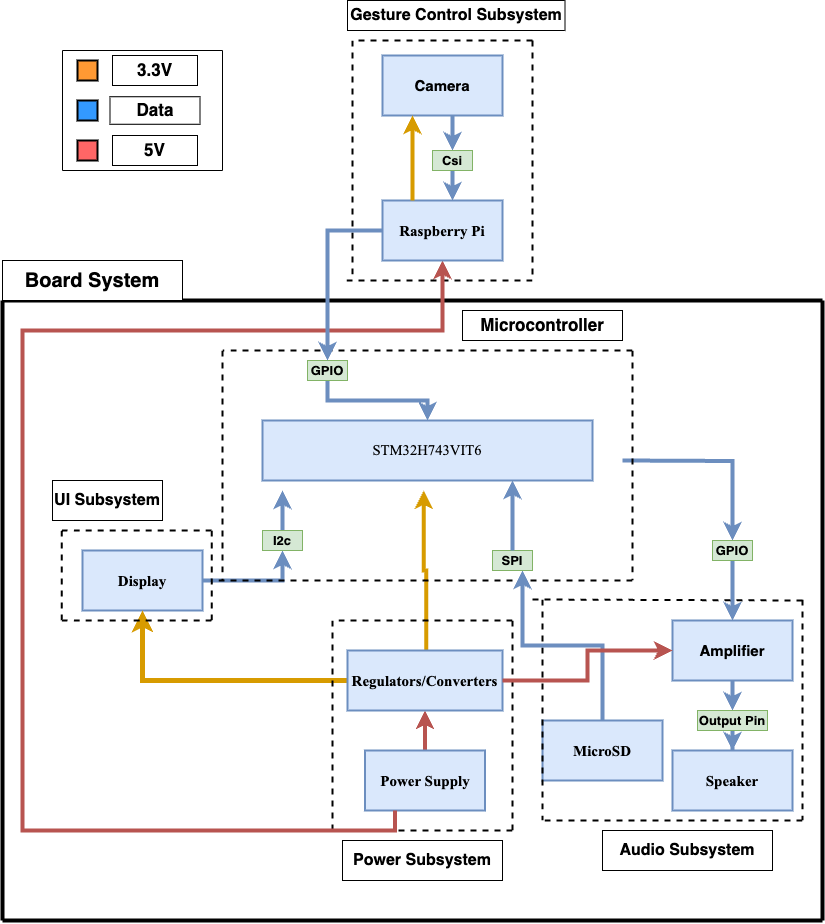 Gesture Control Subsystem
3.3V
Data
5V
Camera
Csi
Raspberry Pi
Board System
Microcontroller
GPIO
STM32H743VIT6
UI Subsystem
I2c
SPI
GPIO
Display
Regulators/Converters
Amplifier
Output Pin
MicroSD
Power Supply
Speaker
Power Subsystem
Audio Subsystem